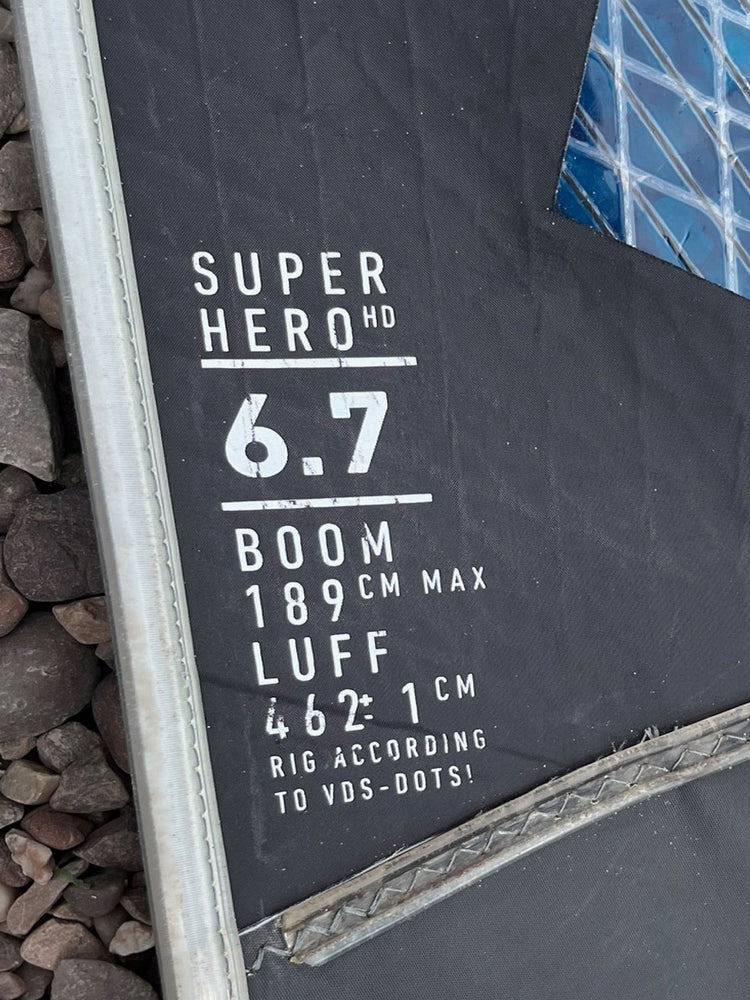 SUPER
HERO HD
6.7
BOOM
189 CM MAX
LUFF
462± 1 CM
RIG ACCORDING
TO VDS-DOTS!